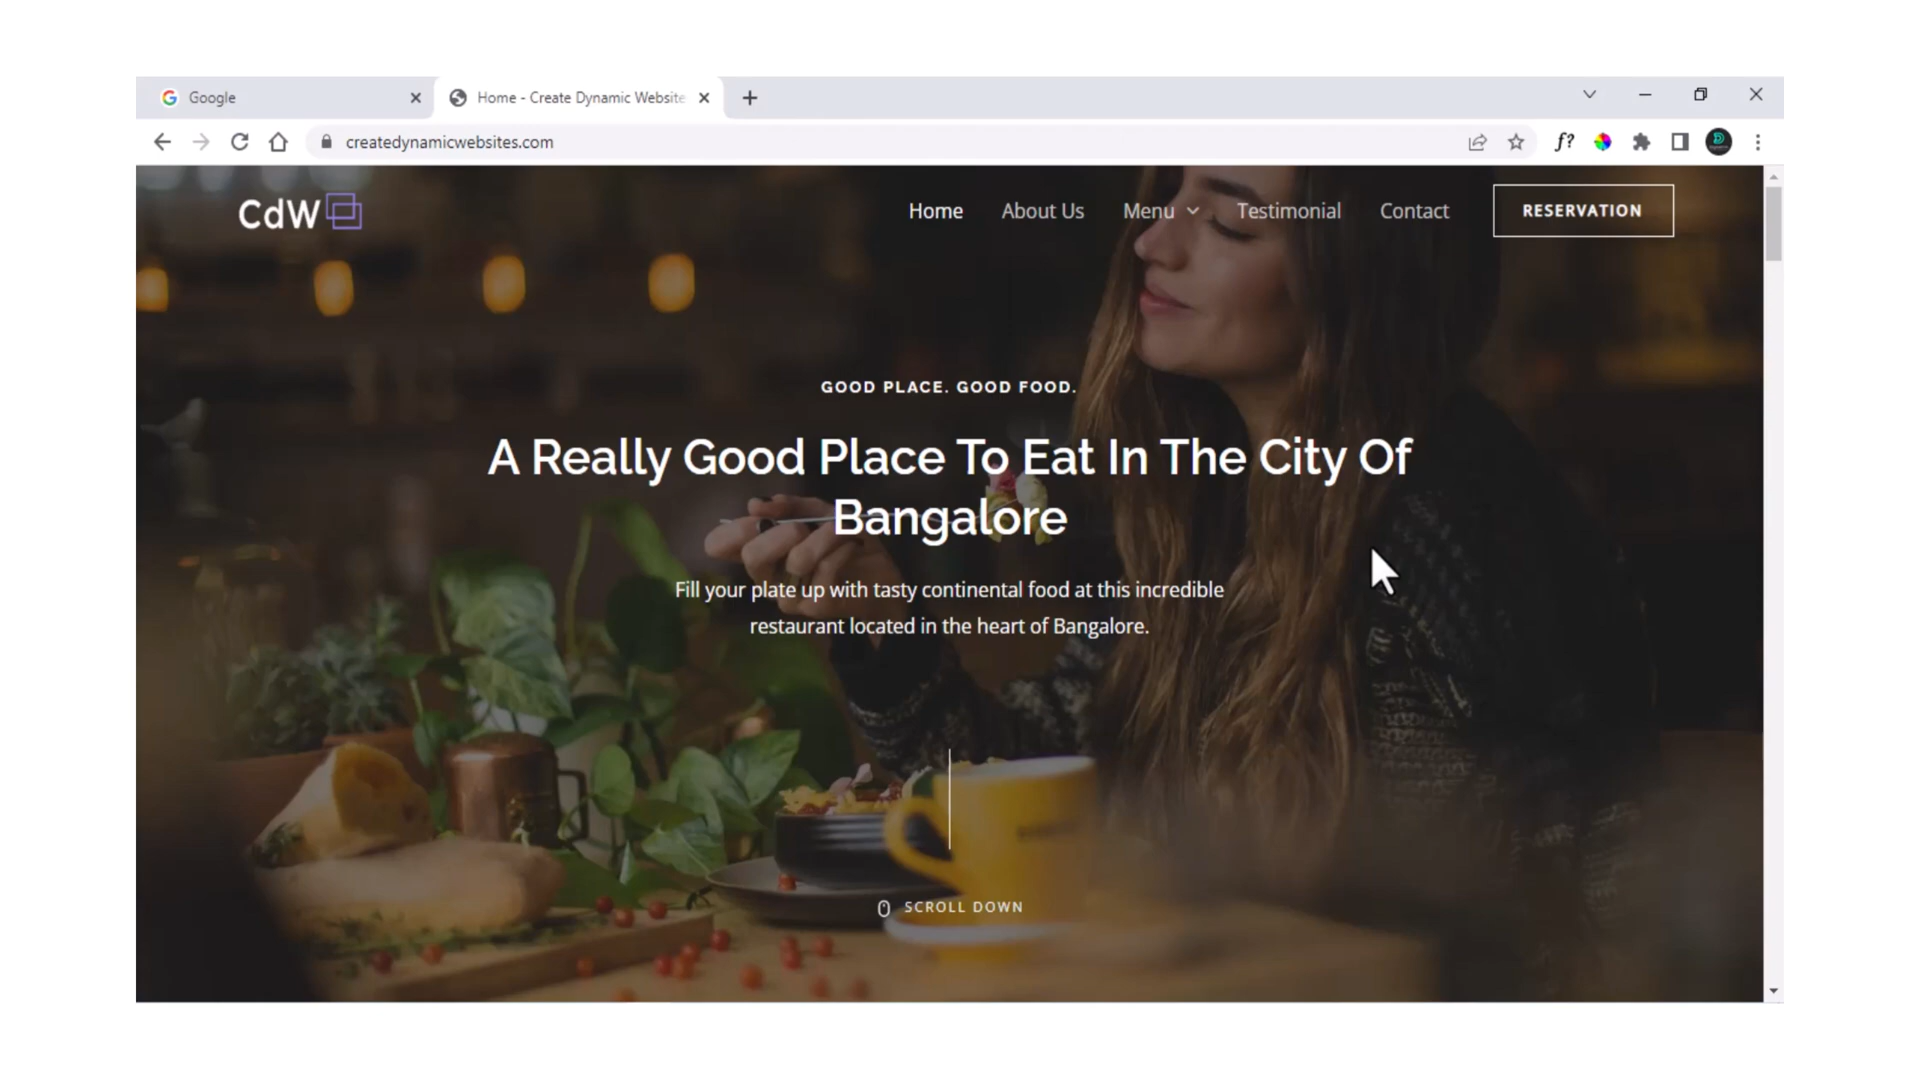 Google
Home - Create Dynamic Website
createdynamicwebsites.com
f?
CdW
Home
About Us
Menu
Testimonial
Contact
RESERVATION
GOOD PLACE. GOOD FOOD.
A Really Good Place To Eat In The City Of
Bangalore
Fill your plate up with tasty continental food at this incredible
restaurant located in the heart of Bangalore.
SCROLL DOWN